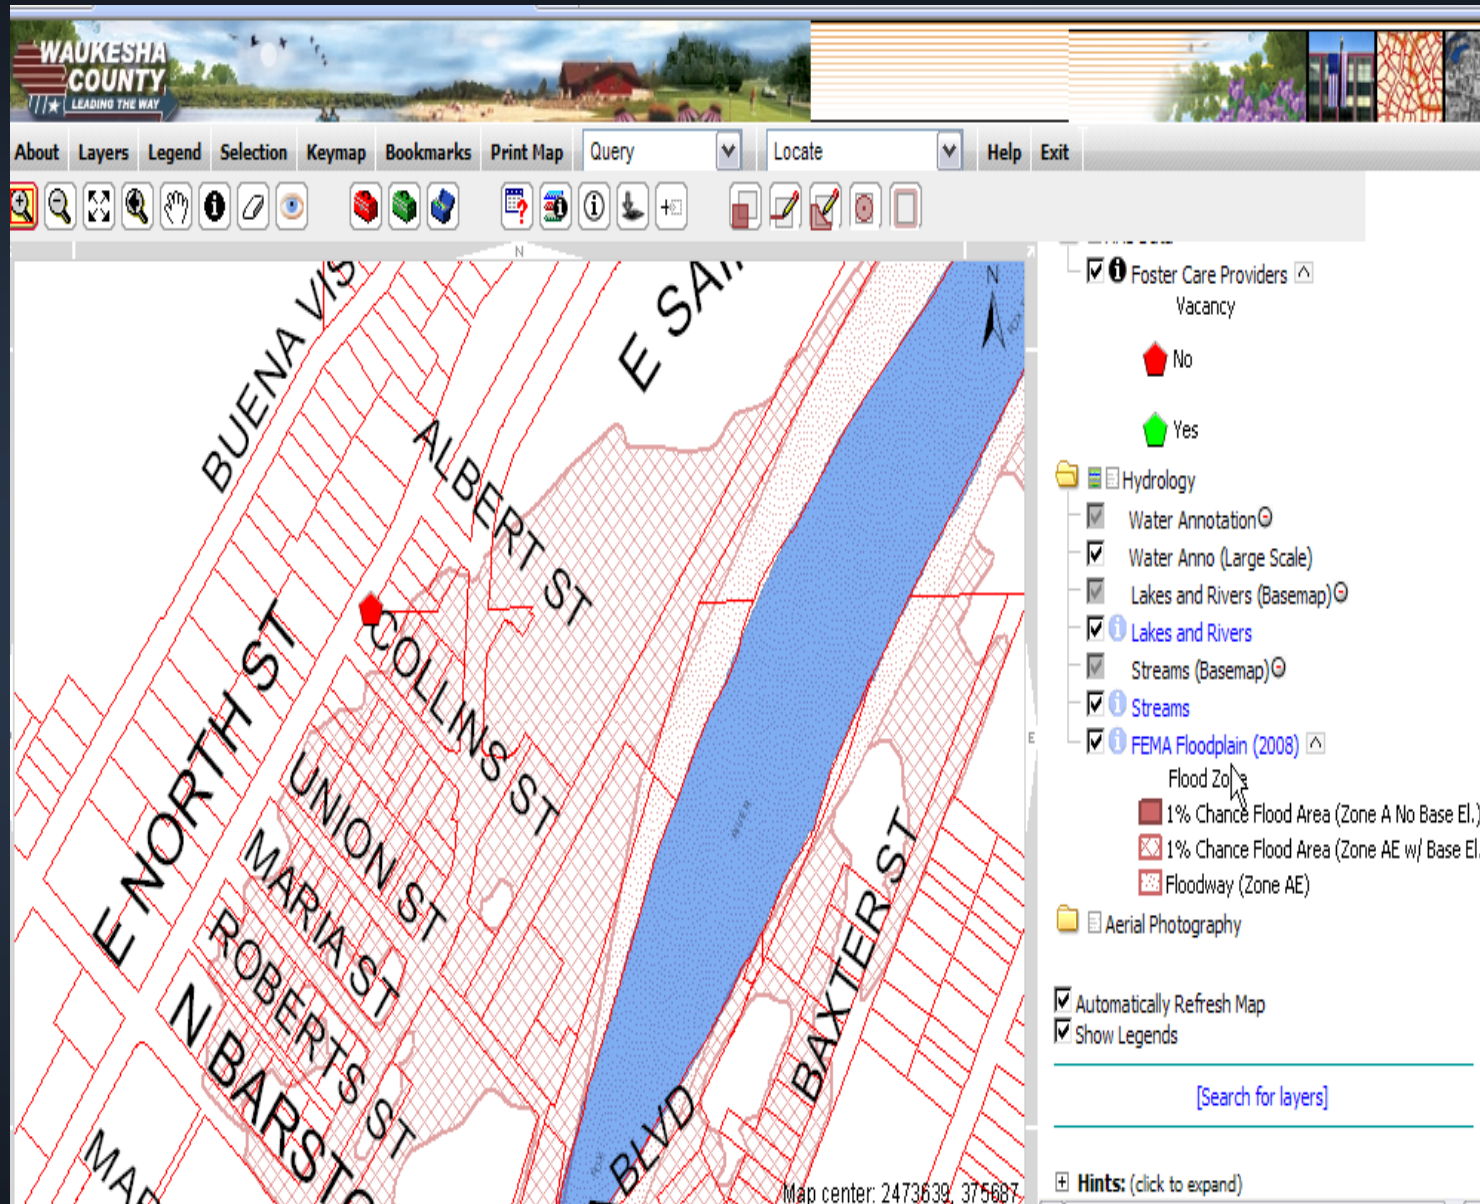 WAUKESHA
COUNTY
LEADING THE WAY
About Layers Legend Selection Keymap Bookmarks Print Map Query Locate Help Exit
N
N
BUENA VIS
E SAI
ALBERT ST
COLLINS ST
E NORTH ST
UNION ST
MARIA ST
ROBERTS ST
N BARSTO
BAXTER ST
BLVD
RIVER
FOX
E
Map center: 2473639, 375687
Foster Care Providers
Vacancy
No
Yes
Hydrology
Water Annotation
Water Anno (Large Scale)
Lakes and Rivers (Basemap)
Lakes and Rivers
Streams (Basemap)
Streams
FEMA Floodplain (2008)
Flood Zone
1% Chance Flood Area (Zone A No Base El.)
1% Chance Flood Area (Zone AE w/ Base El.
Floodway (Zone AE)
Aerial Photography
Automatically Refresh Map
Show Legends
[Search for layers]
Hints: (click to expand)